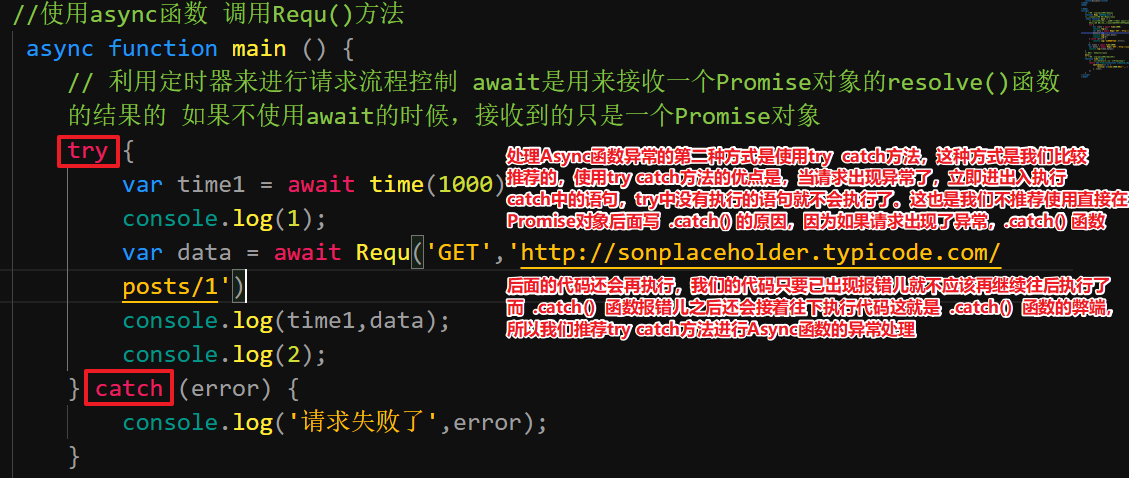 //使用async函数 调用Requ()方法
async function main () {
// 利用定时器来进行请求流程控制 await是用来接收一个Promise对象的resolve()函数
的结果的 如果不使用await的时候，接收到的只是一个Promise对象
try {
处理Async函数异常的第二种方式是使用try catch方法，这种方式是我们比较
推荐的，使用try catch方法的优点是，当请求出现异常了，立即进出入执行
catch中的语句，try中没有执行的语句就不会执行了。这也是我们不推荐使用直接在
Promise对象后面写 .catch() 的原因，因为如果请求出现了异常，.catch() 函数
var time1 = await time(1000)
console.log(1);
var data = await Requ('GET','http://sonplaceholder.typicode.com/
posts/1')
后面的代码还会再执行，我们的代码只要已出现报错儿就不应该再继续往后执行了
而 .catch() 函数报错儿之后还会接着往下执行代码这就是 .catch() 函数的弊端，
所以我们推荐try catch方法进行Async函数的异常处理
console.log(time1,data);
console.log(2);
} catch (error) {
console.log('请求失败了',error);
}